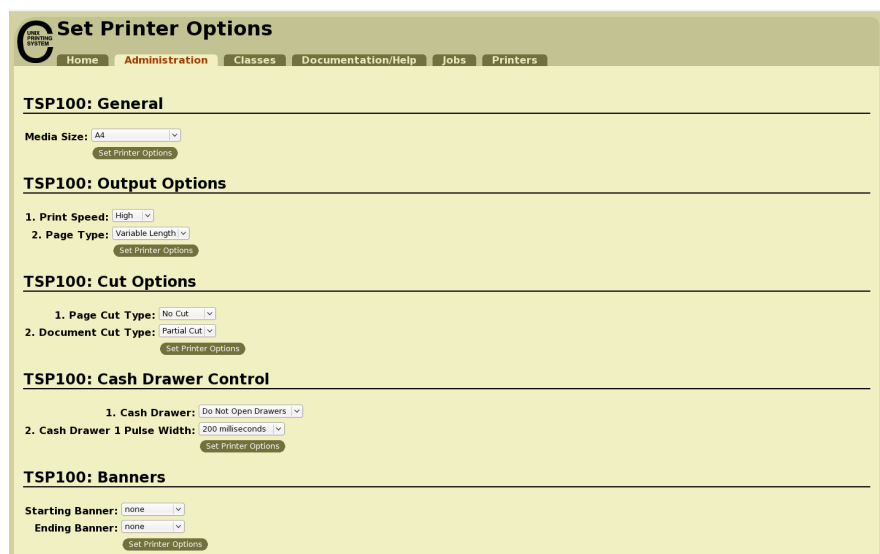 UNIX
PRINTING
SYSTEM
Set Printer Options
Home Administration Classes Documentation/Help Jobs Printers
TSP100: General
Media Size: A4
Set Printer Options
TSP100: Output Options
1. Print Speed: High
2. Page Type: Variable Length
Set Printer Options
TSP100: Cut Options
1. Page Cut Type: No Cut
2. Document Cut Type: Partial Cut
Set Printer Options
TSP100: Cash Drawer Control
1. Cash Drawer: Do Not Open Drawers
2. Cash Drawer 1 Pulse Width: 200 milliseconds
Set Printer Options
TSP100: Banners
Starting Banner: none
Ending Banner: none
Set Printer Options